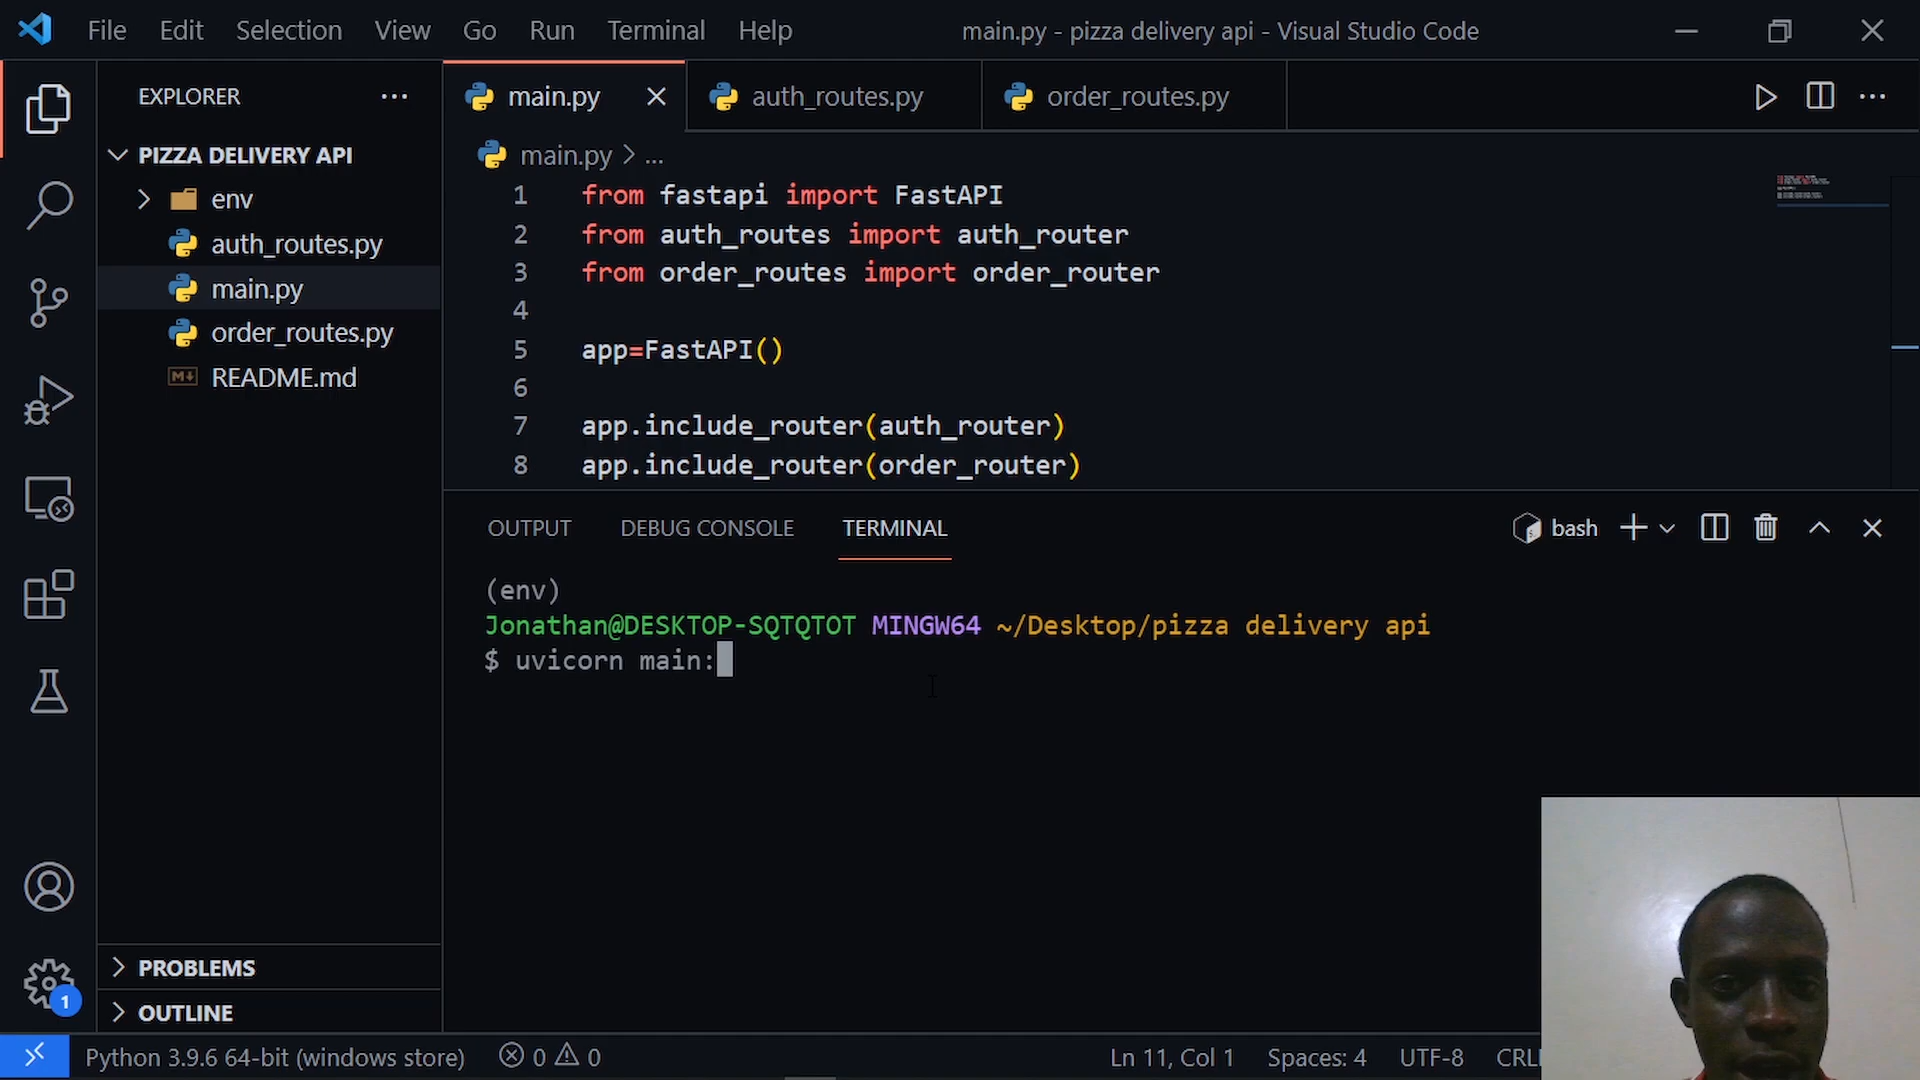 File Edit Selection View Go Run Terminal Help main.py - pizza delivery api - Visual Studio Code
EXPLORER
PIZZA DELIVERY API
env
auth_routes.py
main.py
order_routes.py
README.md
PROBLEMS
OUTLINE
main.py auth_routes.py order_routes.py
main.py > ...
1 from fastapi import FastAPI
2 from auth_routes import auth_router
3 from order_routes import order_router
4
5 app=FastAPI()
6
7 app.include_router(auth_router)
8 app.include_router(order_router)
OUTPUT DEBUG CONSOLE TERMINAL bash
(env)
Jonathan@DESKTOP-SQTQTOT MINGW64 ~/Desktop/pizza delivery api
$ uvicorn main:
1
Python 3.9.6 64-bit (windows store) 0 0 Ln 11, Col 1 Spaces: 4 UTF-8